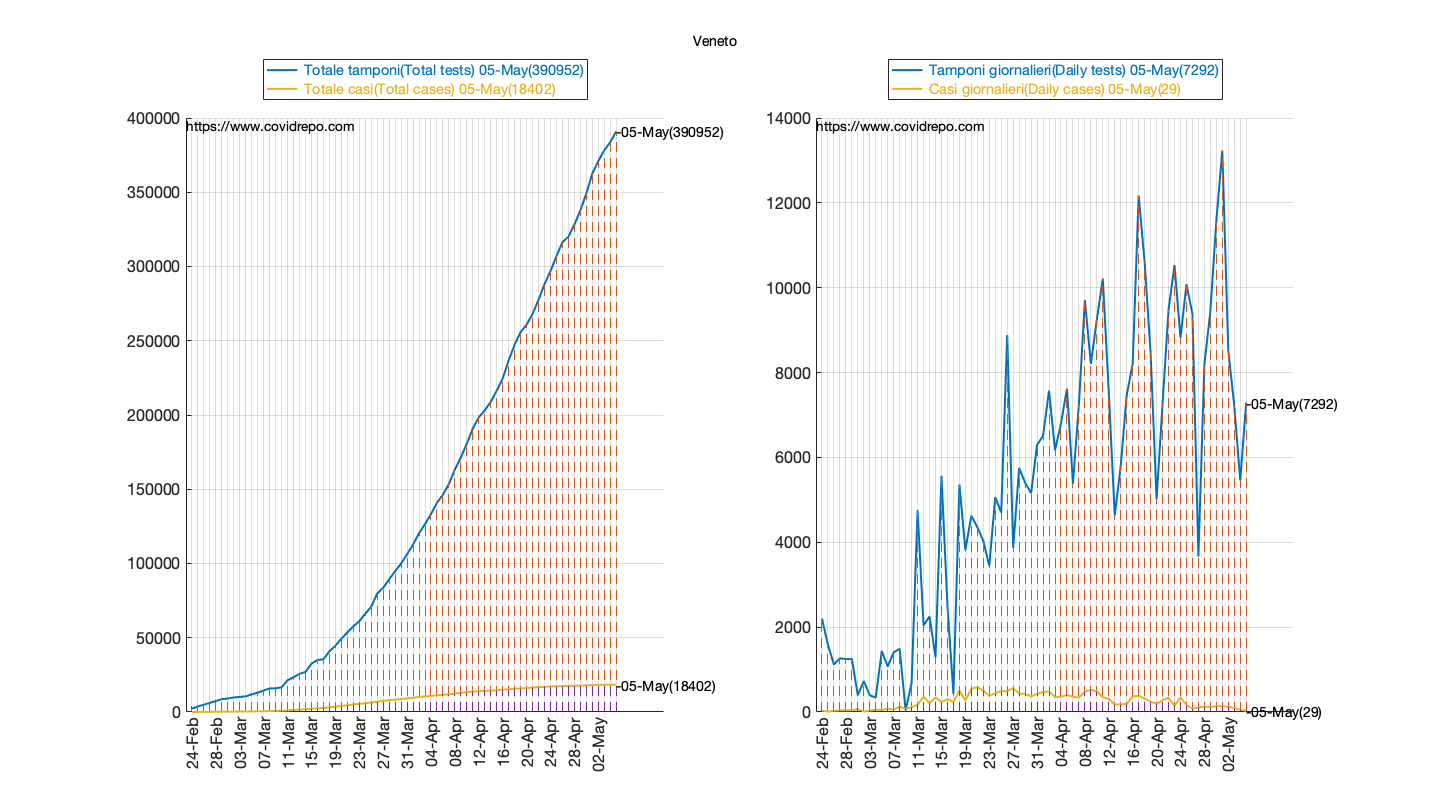 Veneto
Totale tamponi(Total tests) 05-May(390952)
Totale casi(Total cases) 05-May(18402)
https://www.covidrepo.com
400000
350000
300000
250000
200000
150000
100000
50000
0
05-May(390952)
05-May(18402)
24-Feb
28-Feb
03-Mar
07-Mar
11-Mar
15-Mar
19-Mar
23-Mar
27-Mar
31-Mar
04-Apr
08-Apr
12-Apr
16-Apr
20-Apr
24-Apr
28-Apr
02-May
Tamponi giornalieri(Daily tests) 05-May(7292)
Casi giornalieri(Daily cases) 05-May(29)
https://www.covidrepo.com
14000
12000
10000
8000
6000
4000
2000
0
05-May(7292)
05-May(29)
24-Feb
28-Feb
03-Mar
07-Mar
11-Mar
15-Mar
19-Mar
23-Mar
27-Mar
31-Mar
04-Apr
08-Apr
12-Apr
16-Apr
20-Apr
24-Apr
28-Apr
02-May